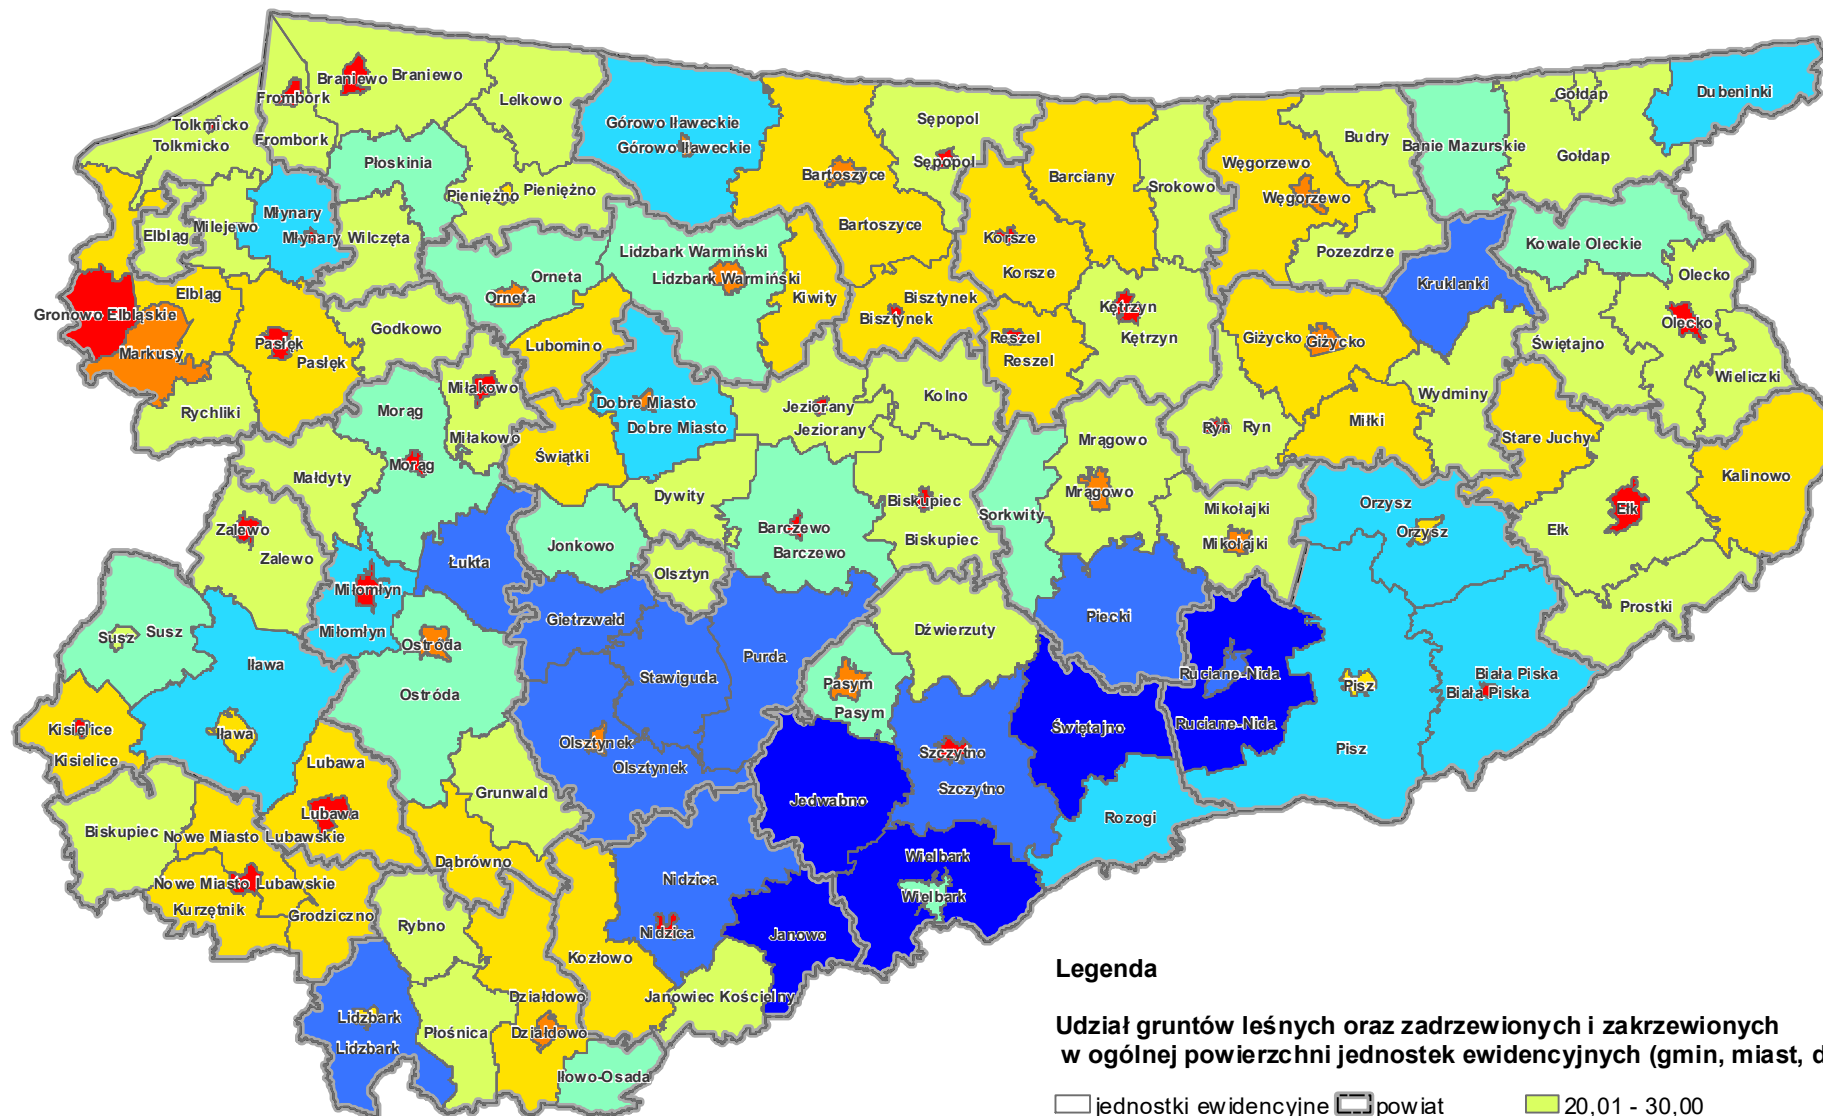 Braniewo
Braniewo
Frombork
Frombork
Lelkowo
Tolkmicko
Tolkmicko
Płoskinia
Pieniężno
Pieniężno
Górowo Iławeckie
Górowo Iławeckie
Sępopol
Sępopol
Bartoszyce
Bartoszyce
Barciany
Srokowo
Węgorzewo
Węgorzewo
Budry
Banie Mazurskie
Gołdap
Gołdap
Dubeninki
Młynary
Młynary
Milejewo
Elbląg
Wilczęta
Lidzbark Warmiński
Lidzbark Warmiński
Orneta
Orneta
Kiwity
Korsze
Korsze
Pozezdrze
Kruklanki
Kowale Oleckie
Olecko
Olecko
Elbląg
Gronowo Elbląskie
Markusy
Pasłęk
Pasłęk
Godkowo
Lubomino
Bisztynek
Bisztynek
Reszel
Reszel
Kętrzyn
Kętrzyn
Giżycko
Giżycko
Świętajno
Wieliczki
Rychliki
Morąg
Morąg
Miłakowo
Miłakowo
Dobre Miasto
Dobre Miasto
Jeziorany
Jeziorany
Kolno
Mrągowo
Mrągowo
Ryn
Ryn
Miłki
Wydminy
Stare Juchy
Kalinowo
Małdyty
Świątki
Dywity
Biskupiec
Biskupiec
Sorkwity
Mikołajki
Mikołajki
Orzysz
Orzysz
Ełk
Ełk
Zalewo
Zalewo
Łukta
Jonkowo
Barczewo
Barczewo
Olsztyn
Prostki
Miłomłyn
Miłomłyn
Susz
Susz
Ostróda
Ostróda
Gietrzwałd
Stawiguda
Purda
Dźwierzuty
Piecki
Ruciane-Nida
Ruciane-Nida
Pisz
Pisz
Biała Piska
Biała Piska
Iława
Iława
Pasym
Pasym
Kisielice
Kisielice
Olsztynek
Olsztynek
Świętajno
Szczytno
Szczytno
Lubawa
Lubawa
Grunwald
Jedwabno
Rozogi
Biskupiec
Nowe Miasto Lubawskie
Nowe Miasto Lubawskie
Dąbrówno
Kurzętnik
Grodziczno
Nidzica
Nidzica
Wielbark
Wielbark
Rybno
Janowo
Kozłowo
Działdowo
Działdowo
Janowiec Kościelny
Lidzbark
Lidzbark
Płośnica
Iłowo-Osada
Legenda
Udział gruntów leśnych oraz zadrzewionych i zakrzewionych
w ogólnej powierzchni jednostek ewidencyjnych (gmin, miast, d
jednostki ewidencyjne powiat 20,01 - 30,00